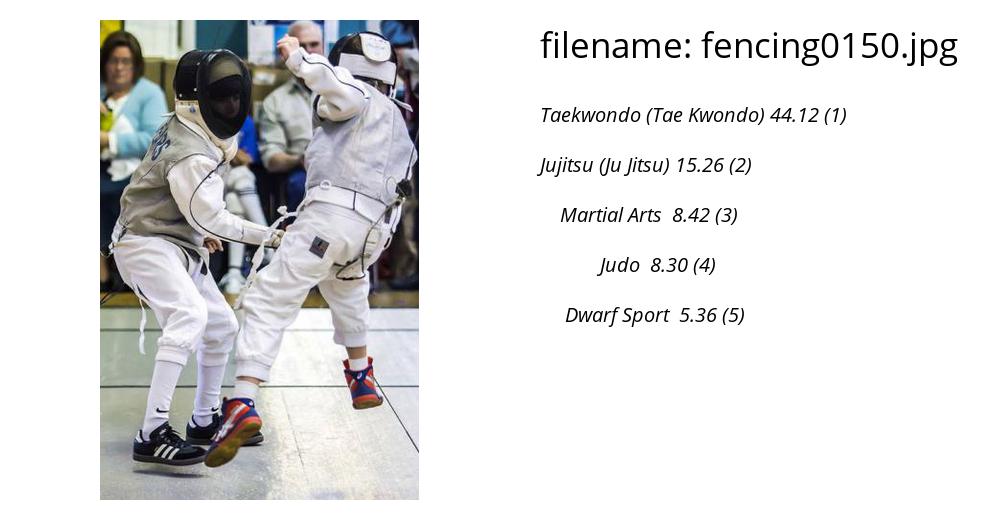 filename: fencing0150.jpg
Taekwondo (Tae Kwondo) 44.12 (1)
Jujitsu (Ju Jitsu) 15.26 (2)
Martial Arts 8.42 (3)
Judo 8.30 (4)
Dwarf Sport 5.36 (5)